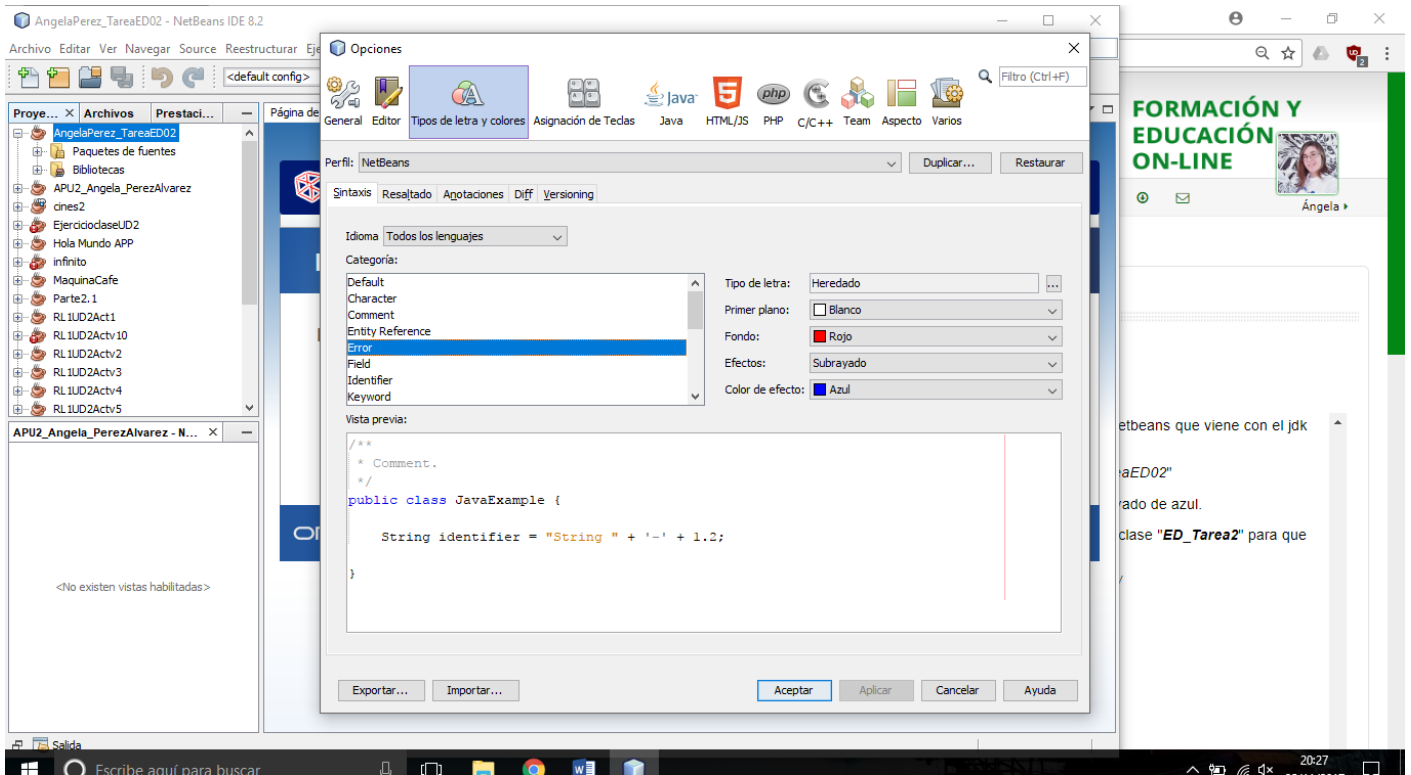 AngelaPerez_TareaED02 - NetBeans IDE 8.2
Archivo Editar Ver Navegar Source Reestructurar Eje
<default config>
Proye... Archivos Prestaci...
AngelaPerez_TareaED02
Paquetes de fuentes
Bibliotecas
APU2_Angela_PerezAlvarez
cines2
EjerciciodaseUD2
Hola Mundo APP
infinito
MaquinaCafe
Parte2.1
RL1UD2Act1
RL1UD2Actv10
RL1UD2Actv2
RL1UD2Actv3
RL1UD2Actv4
RL1UD2Actv5
APU2_Angela_PerezAlvarez - N...
<No existen vistas habilitadas>
Salida
Página de
Opciones
Filtro (Ctrl+F)
General Editor Tipos de letra y colores Asignación de Teclas Java HTML/JS PHP C/C++ Team Aspecto Varios
Perfil: NetBeans Duplicar... Restaurar
Sintaxis Resaltado Anotaciones Diff Versioning
Idioma Todos los lenguajes
Categoría:
Default
Character
Comment
Entity Reference
Error
Field
Identifier
Keyword
Tipo de letra: Heredado ...
Primer plano: Blanco
Fondo: Rojo
Efectos: Subrayado
Color de efecto: Azul
Vista previa:
/**
* Comment.
*/
public class JavaExample {
String identifier = "String " + '-' + 1.2;
}
Exportar... Importar... Aceptar Aplicar Cancelar Ayuda
FORMACIÓN Y
EDUCACIÓN
ON-LINE
Ángela
etbeans que viene con el jdk
aED02"
ado de azul.
clase "ED_Tarea2" para que
Escribe aquí para buscar
20:27